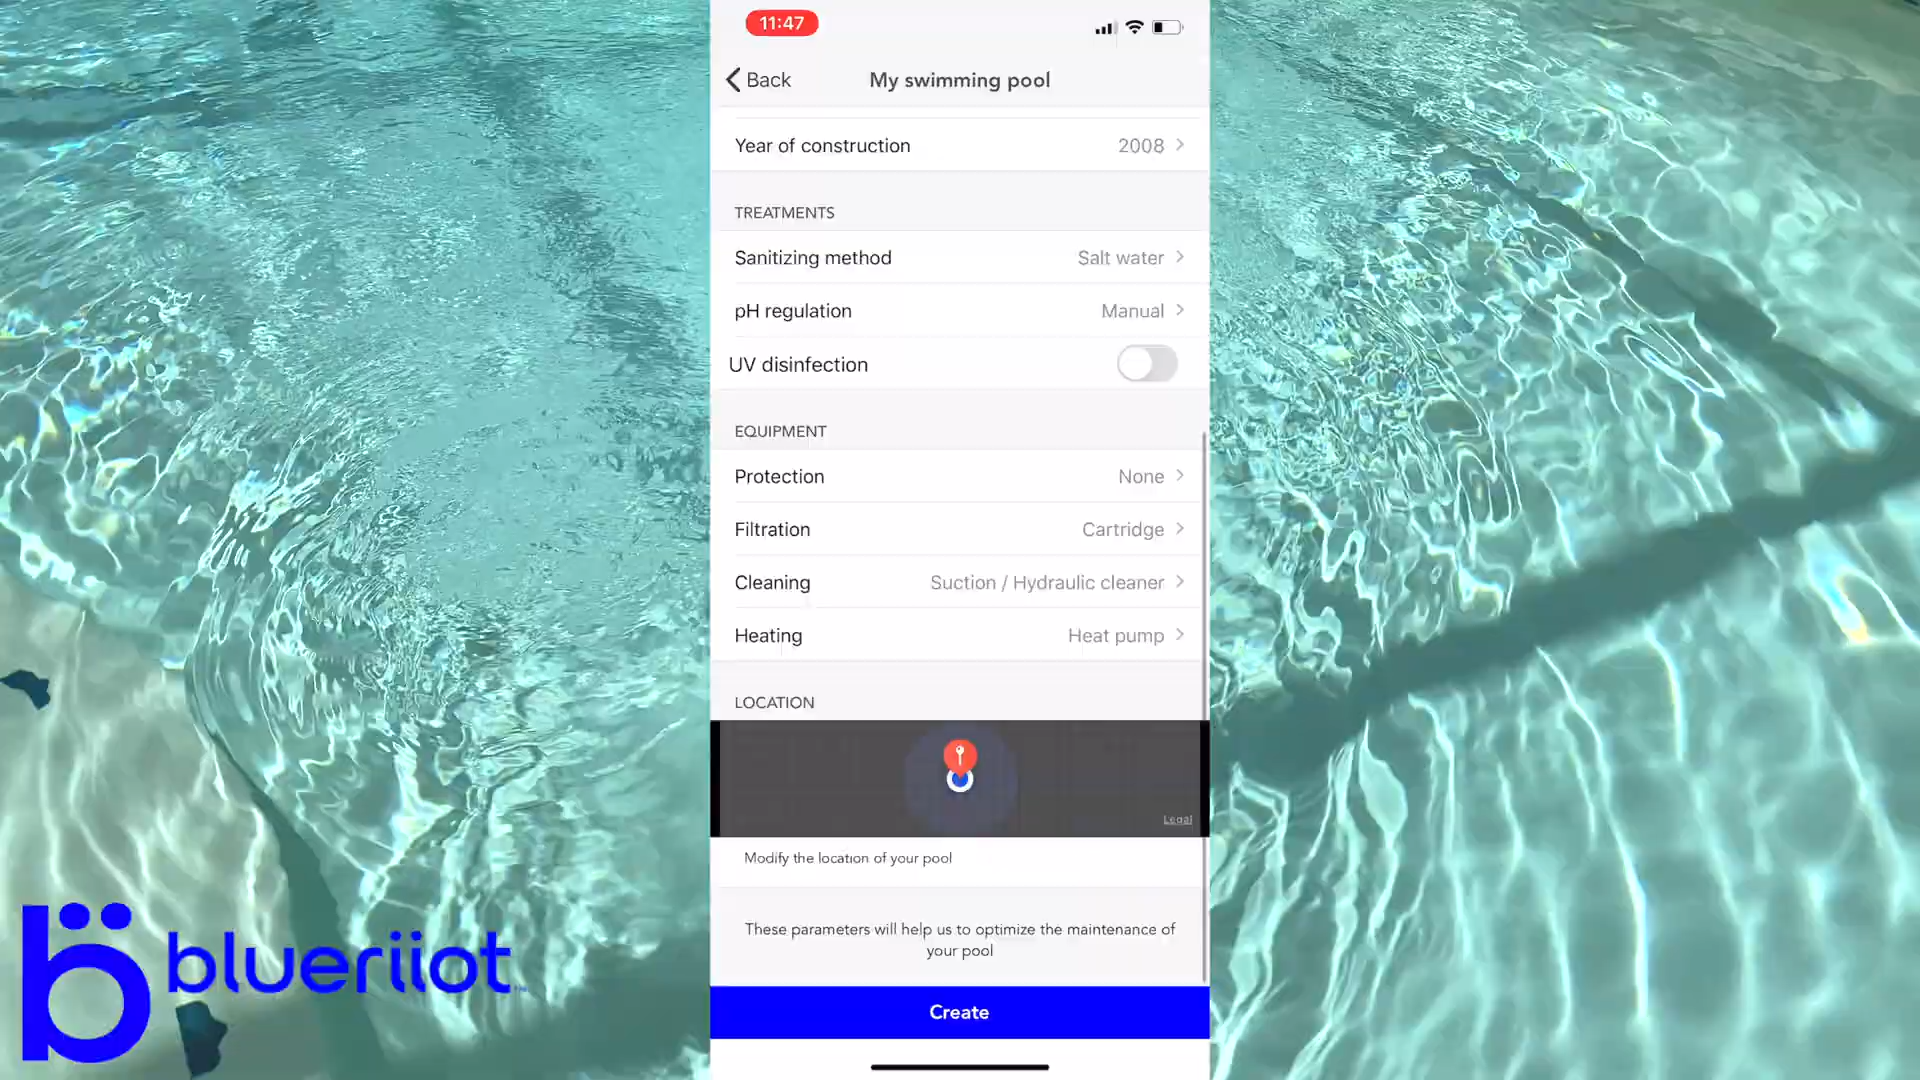 11:47
Back
My swimming pool
Year of construction
2008
TREATMENTS
Sanitizing method
Salt water
pH regulation
Manual
UV disinfection
EQUIPMENT
Protection
None
Filtration
Cartridge
Cleaning
Suction / Hydraulic cleaner
Heating
Heat pump
LOCATION
Legal
Modify the location of your pool
These parameters will help us to optimize the maintenance of
your pool
Create
blueriiot